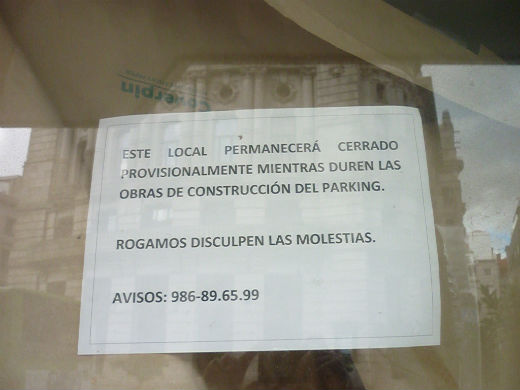 Coverpin
ESTE LOCAL PERMANECERÁ CERRADO
PROVISIONALMENTE MIENTRAS DUREN LAS
OBRAS DE CONSTRUCCIÓN DEL PARKING.
ROGAMOS DISCULPEN LAS MOLESTIAS.
AVISOS: 986-89.65.99